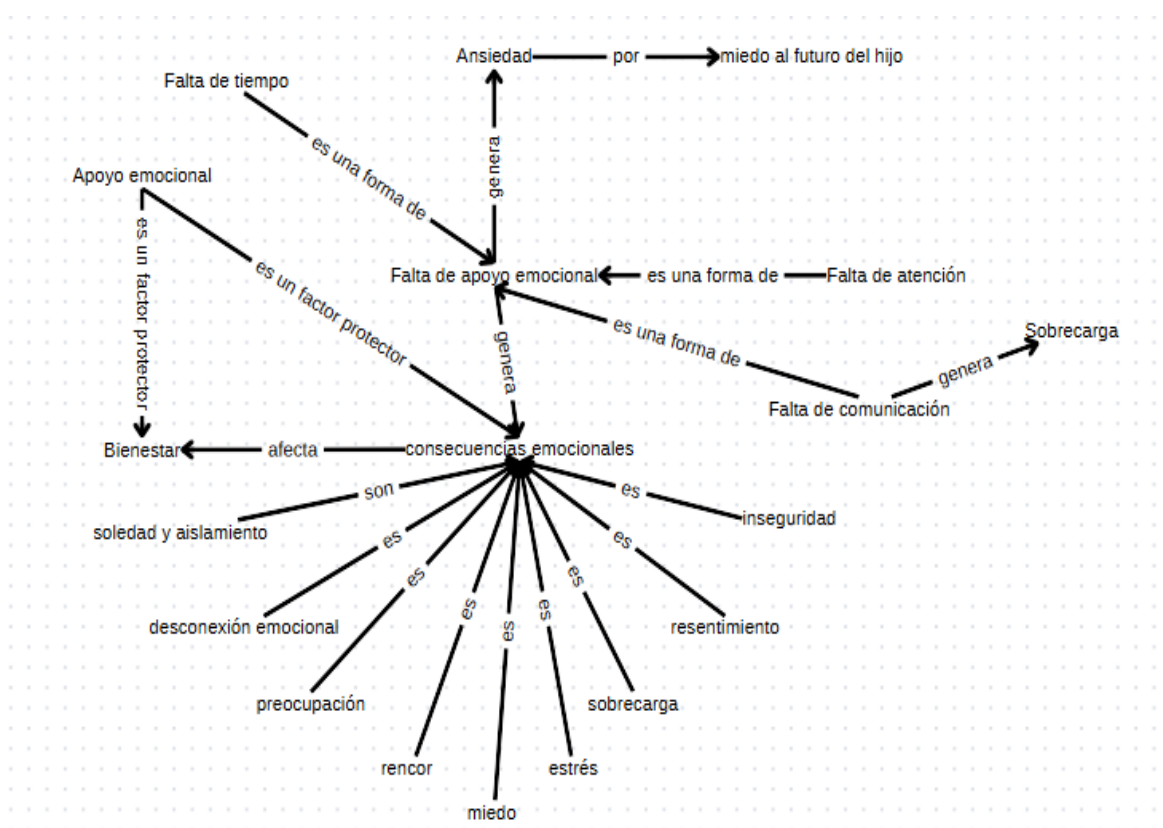 Ansiedad
por
miedo al futuro del hijo
Falta de tiempo
es una forma de
genera
Apoyo emocional
es un factor protector
es un factor protector
Falta de apoyo emocional
es una forma de
Falta de atención
genera
es una forma de
Sobrecarga
genera
Falta de comunicación
Bienestar
afecta
consecuencias emocionales
son
es
soledad y aislamiento
inseguridad
es
es
desconexión emocional
resentimiento
es
es
preocupación
sobrecarga
es
es
es
rencor
estrés
miedo